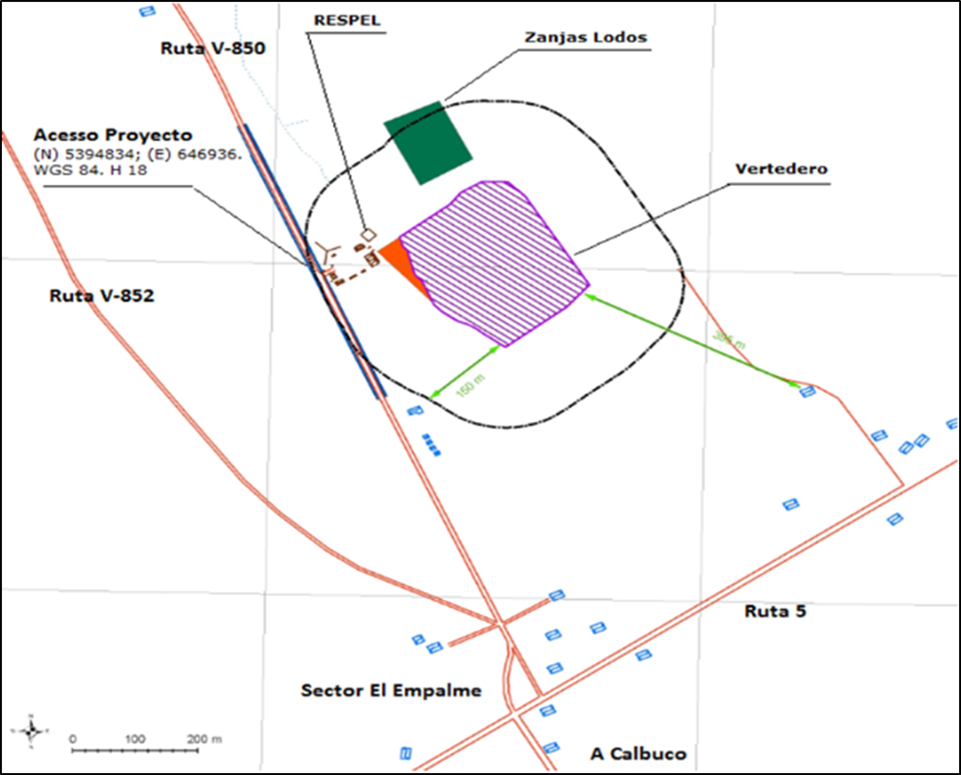 RESPEL
Zanjas Lodos
Ruta V-850
Acesso Proyecto
(N) 5394834; (E) 646936.
WGS 84. H 18
Vertedero
Ruta V-852
150 m
Ruta 5
Sector El Empalme
0 100 200 m
A Calbuco